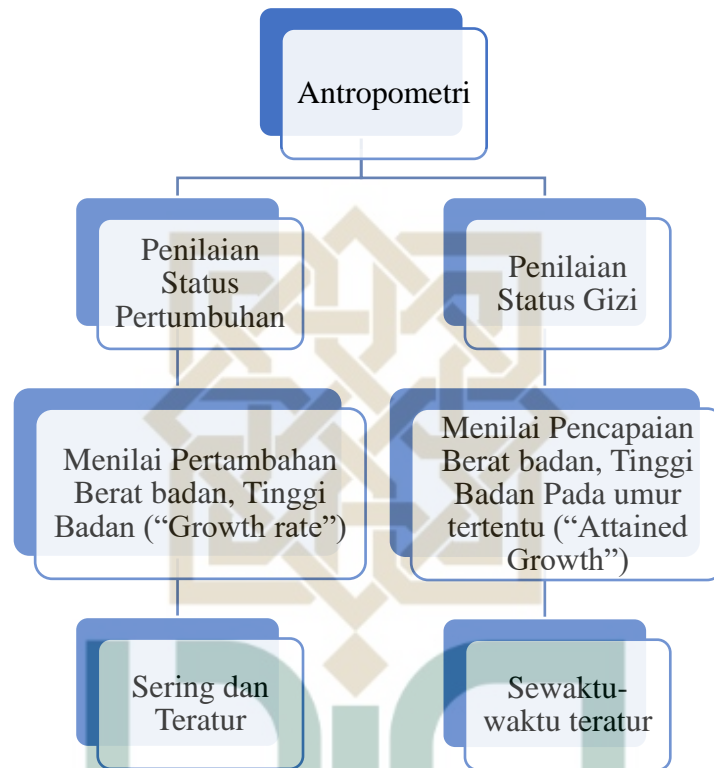 Antropometri
Penilaian
Status
Pertumbuhan
Penilaian
Status Gizi
Menilai Pertambahan
Berat badan, Tinggi
Badan (“Growth rate”)
Menilai Pencapaian
Berat badan, Tinggi
Badan Pada umur
tertentu (“Attained
Growth”)
Sering dan
Teratur
Sewaktu-
waktu teratur